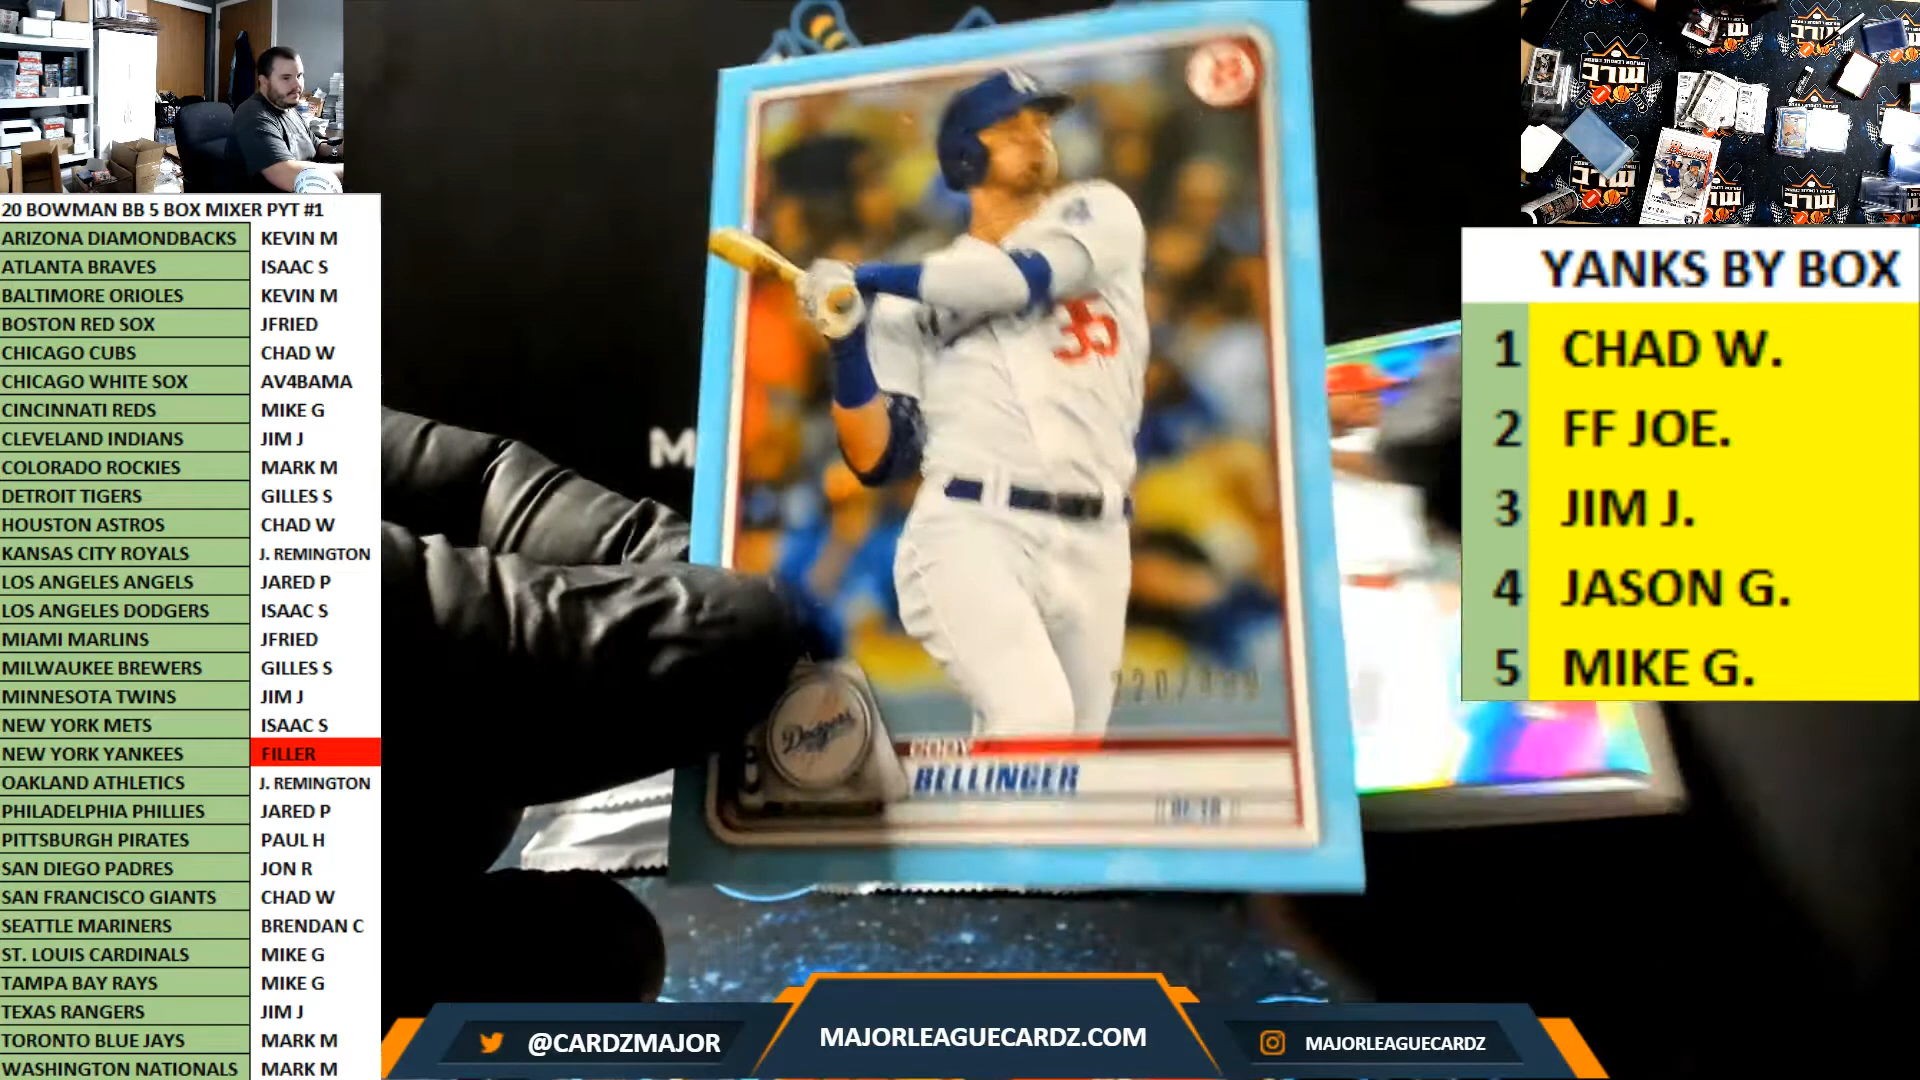 20 BOWMAN BB 5 BOX MIXER PYT #1
ARIZONA DIAMONDBACKS KEVIN M
ATLANTA BRAVES ISAAC S
BALTIMORE ORIOLES KEVIN M
BOSTON RED SOX JFRIED
CHICAGO CUBS CHAD W
CHICAGO WHITE SOX AV4BAMA
CINCINNATI REDS MIKE G
CLEVELAND INDIANS JIM J
COLORADO ROCKIES MARK M
DETROIT TIGERS GILLES S
HOUSTON ASTROS CHAD W
KANSAS CITY ROYALS J. REMINGTON
LOS ANGELES ANGELS JARED P
LOS ANGELES DODGERS ISAAC S
MIAMI MARLINS JFRIED
MILWAUKEE BREWERS GILLES S
MINNESOTA TWINS JIM J
NEW YORK METS ISAAC S
NEW YORK YANKEES FILLER
OAKLAND ATHLETICS J. REMINGTON
PHILADELPHIA PHILLIES JARED P
PITTSBURGH PIRATES PAUL H
SAN DIEGO PADRES JON R
SAN FRANCISCO GIANTS CHAD W
SEATTLE MARINERS BRENDAN C
ST. LOUIS CARDINALS MIKE G
TAMPA BAY RAYS MIKE G
TEXAS RANGERS JIM J
TORONTO BLUE JAYS MARK M
WASHINGTON NATIONALS MARK M
35
Dodgers
CODY
BELLINGER
YANKS BY BOX
1 CHAD W.
2 FF JOE.
3 JIM J.
4 JASON G.
5 MIKE G.
@CARDZMAJOR
MAJORLEAGUECARDZ.COM
MAJORLEAGUECARDZ